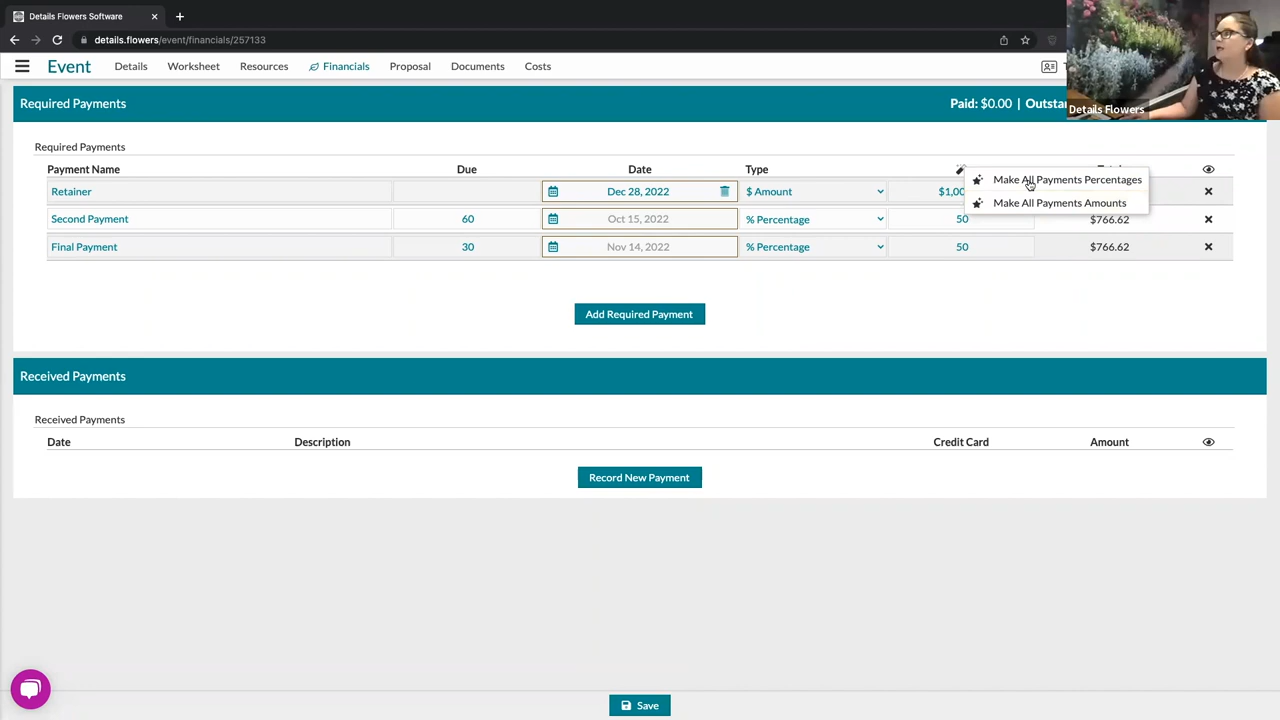 Details Flowers Software
details.flowers/event/financials/257133
Event Details Worksheet Resources Financials Proposal Documents Costs
Details Flowers
Required Payments Paid: $0.00 |
Required Payments
Payment Name Due Date Type
Make All Payments Percentages
Retainer Dec 28, 2022 $ Amount
Make All Payments Amounts
Second Payment 60 Oct 15, 2022 % Percentage 50 $766.62
Final Payment 30 Nov 14, 2022 % Percentage 50 $766.62
Add Required Payment
Received Payments
Received Payments
Date Description Credit Card Amount
Record New Payment
Save